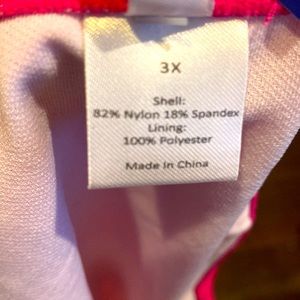 3X
Shell:
82% Nylon 18% Spandex
Lining:
100% Polyester
Made In China